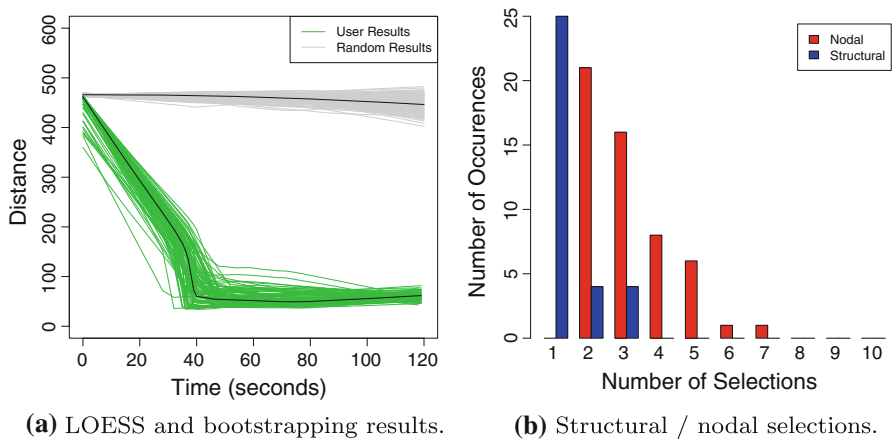 User Results
Random Results
600
500
400
300
200
100
0
Distance
0 20 40 60 80 100 120
Time (seconds)
(a) LOESS and bootstrapping results.
Nodal
Structural
25
20
15
10
5
0
Number of Occurences
1 2 3 4 5 6 7 8 9 10
Number of Selections
(b) Structural / nodal selections.